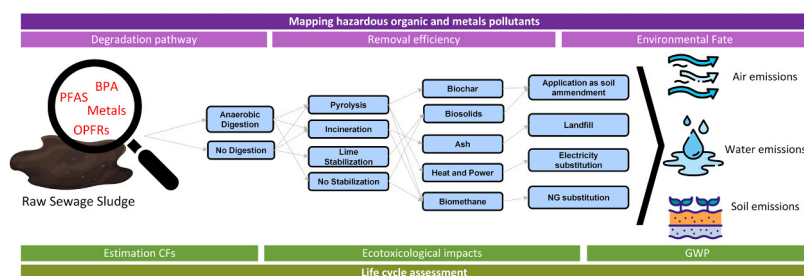 Mapping hazardous organic and metals pollutants
Degradation pathway
Removal efficiency
Environmental Fate
BPA
PFAS
Metals
OPFRs
Raw Sewage Sludge
Anaerobic
Digestion
No Digestion
Pyrolysis
Incineration
Lime
Stabilization
No Stabilization
Biochar
Biosolids
Ash
Heat and Power
Biomethane
Application as soil
ammendment
Landfill
Electricity
substitution
NG substitution
Air emissions
Water emissions
Soil emissions
Estimation CFs
Ecotoxicological impacts
GWP
Life cycle assessment